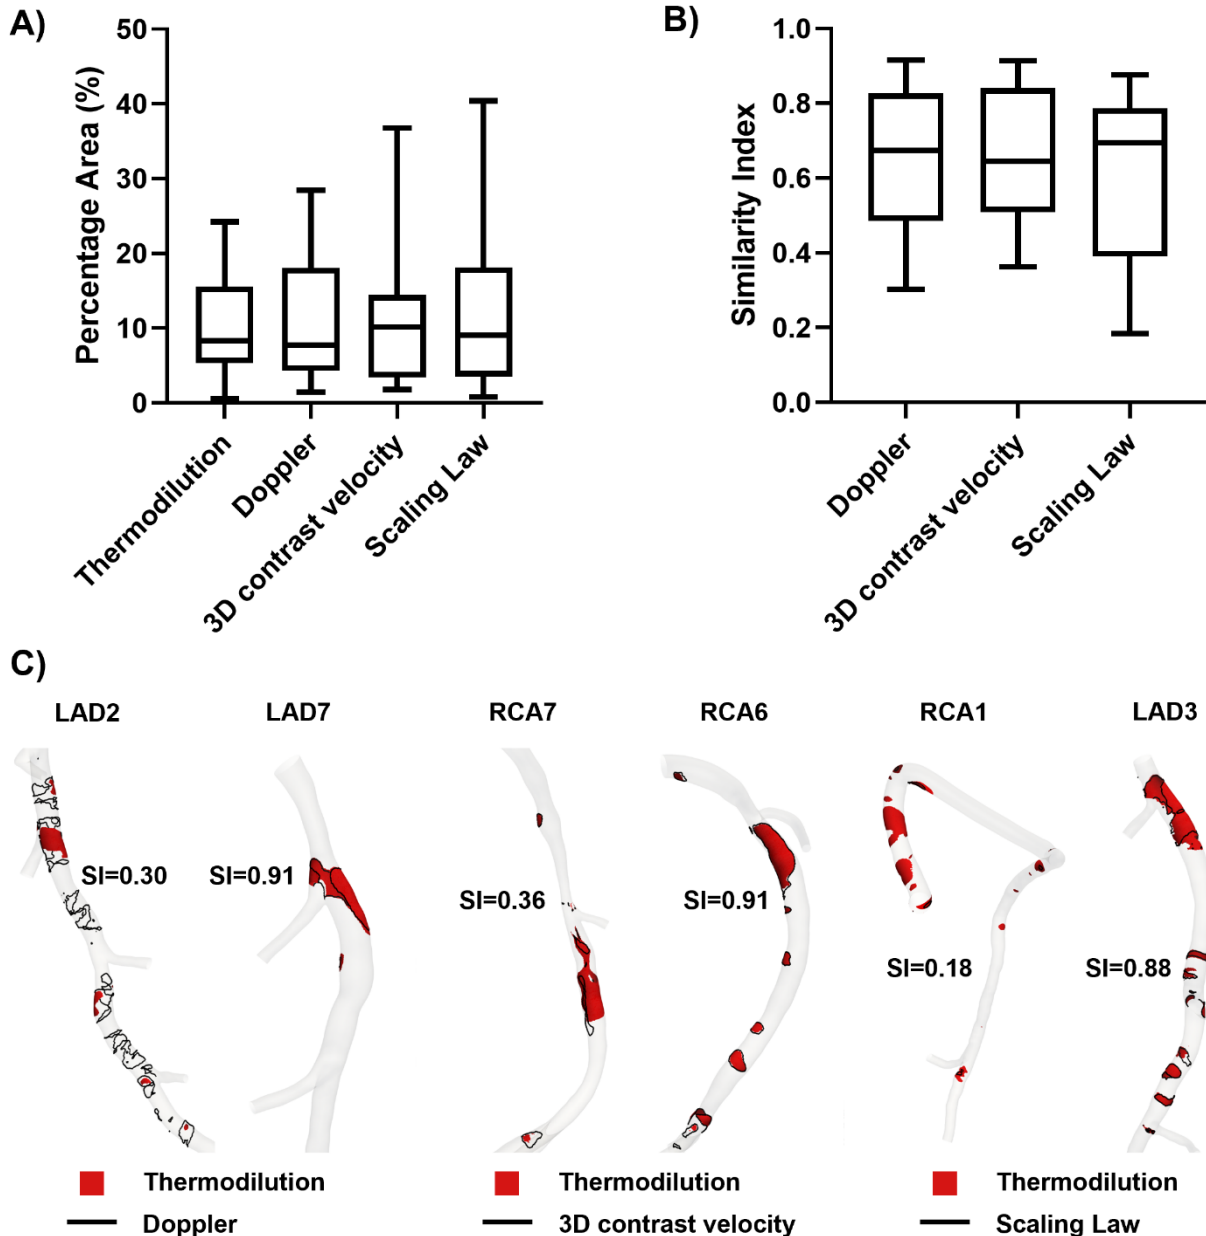 A)
Percentage Area (%)
50
40
30
20
10
0
Thermodilution
Doppler
3D contrast velocity
Scaling Law
B)
Similarity Index
1.0
0.8
0.6
0.4
0.2
0.0
Doppler
3D contrast velocity
Scaling Law
C)
LAD2 LAD7 RCA7 RCA6 RCA1 LAD3
SI=0.30 SI=0.91 SI=0.36 SI=0.91 SI=0.18 SI=0.88
Thermodilution Thermodilution Thermodilution
Doppler 3D contrast velocity Scaling Law